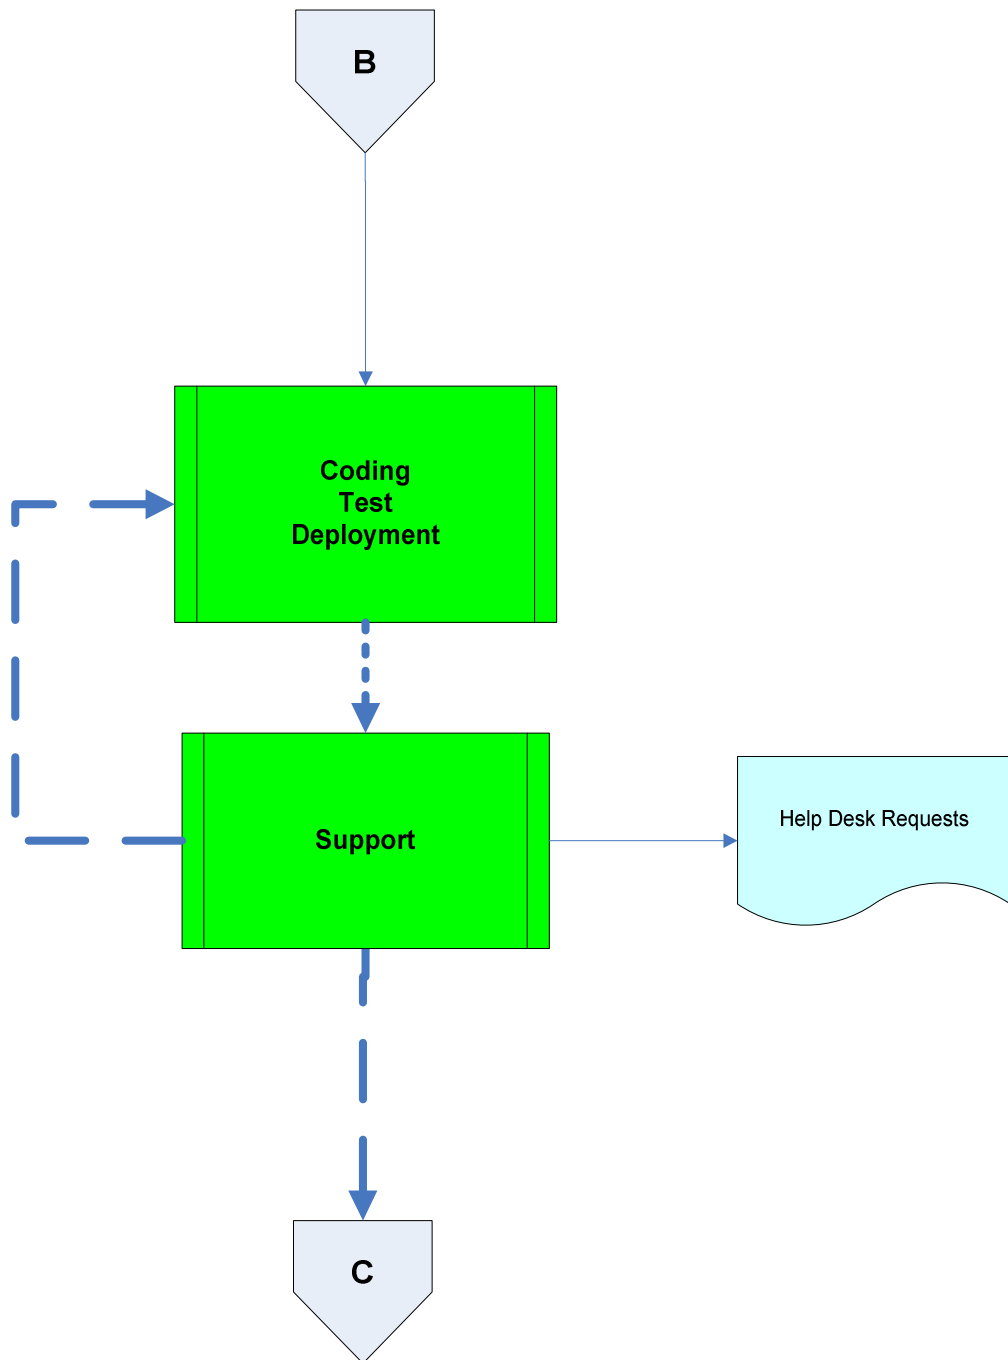 B
Coding
Test
Deployment
Support
Help Desk Requests
C